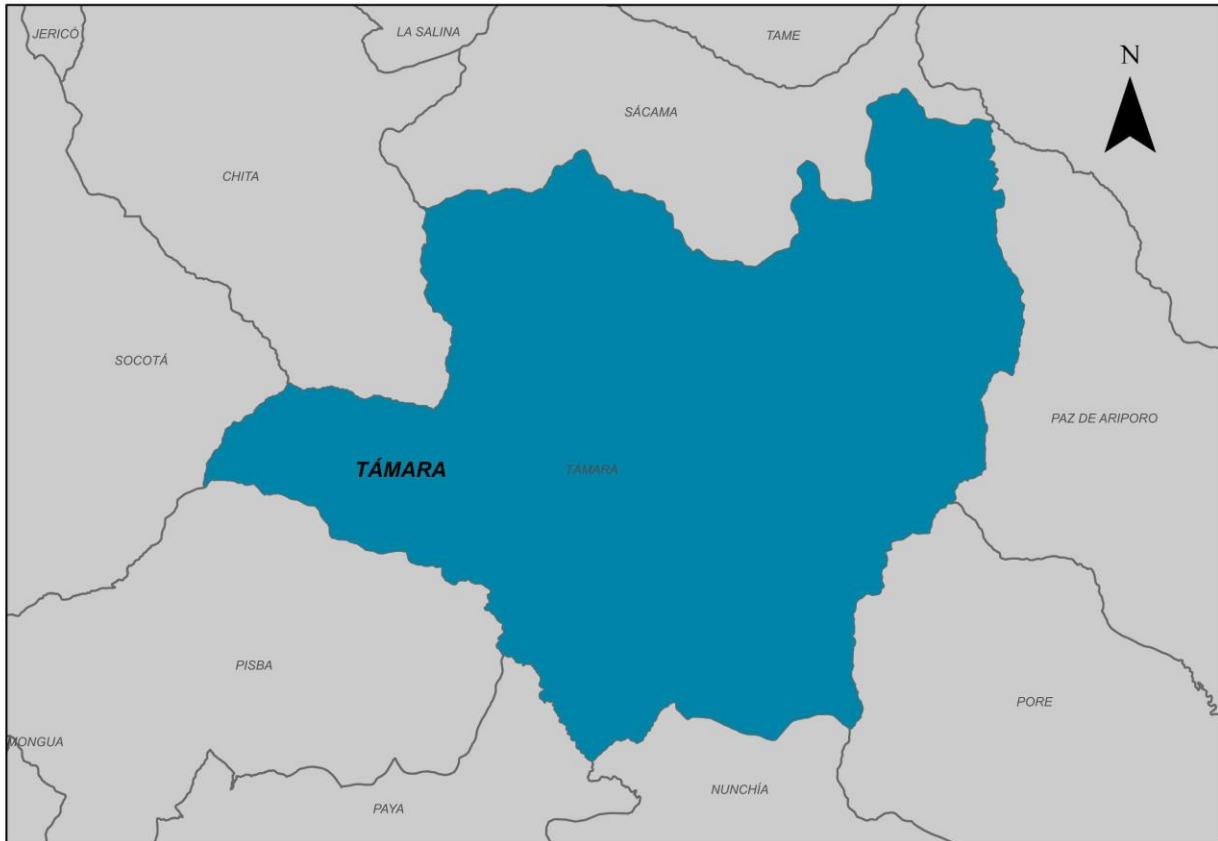 JERICÓ
LA SALINA
TAME
N
SÁCAMA
CHITA
SOCOTÁ
PAZ DE ARIPORO
TÁMARA
TÁMARA
PISBA
PORE
MONGUA
NUNCHÍA
PAYA